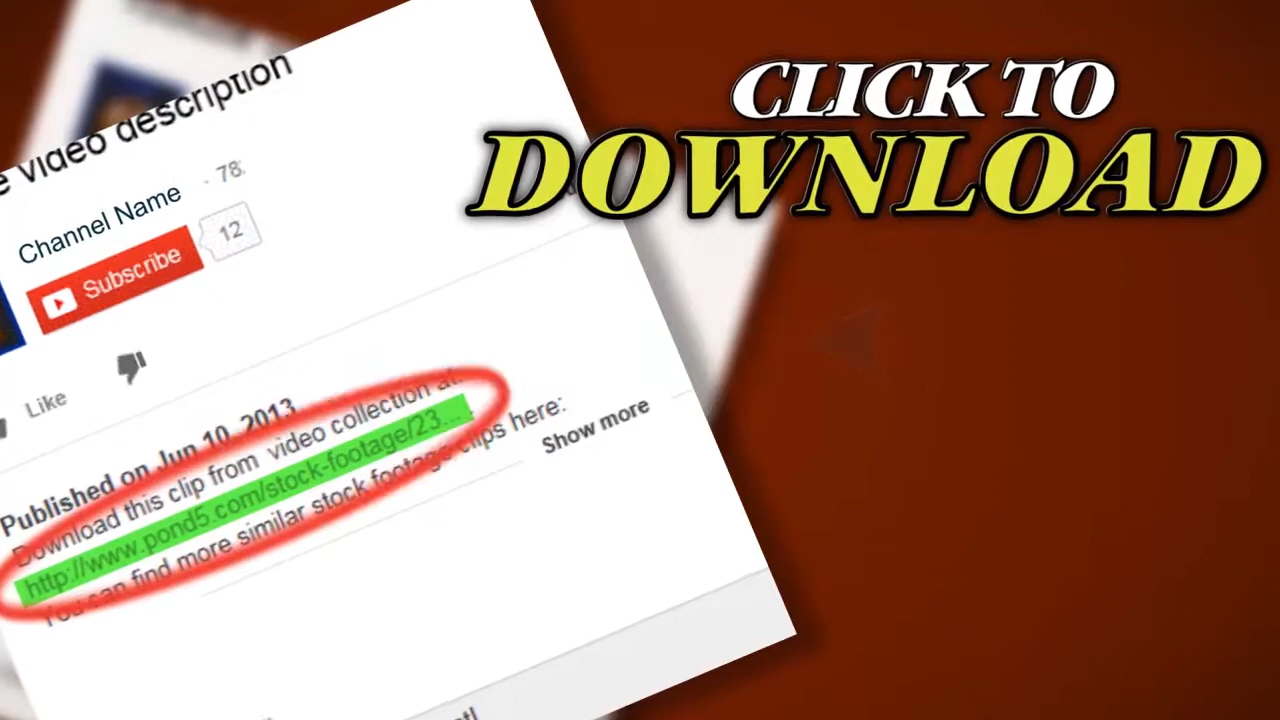 CLICK TO
DOWNLOAD
video description
Channel Name
78
Subscribe
12
Like
Published on Jun 10, 2013
Download this clip from video collection at
http://www.pond5.com/stock-footage/23...
You can find more similar stock footage clips here:
Show more